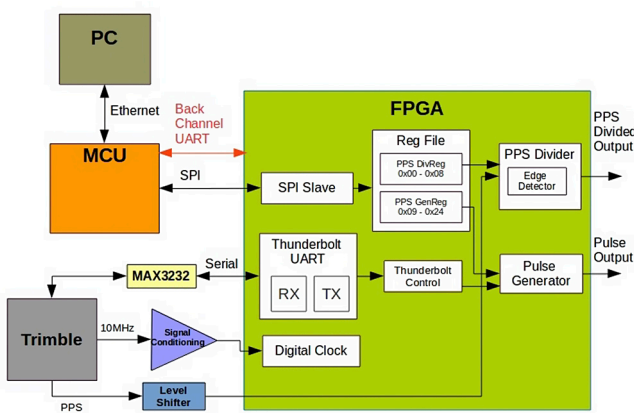 PC
Ethernet
Back
Channel
UART
MCU
SPI
FPGA
Reg File
PPS DivReg
0x00 - 0x08
PPS GenReg
0x09 - 0x24
SPI Slave
PPS Divider
Edge
Detector
PPS
Divided
Output
Thunderbolt
UART
RX
TX
Thunderbolt
Control
Pulse
Generator
Pulse
Output
MAX3232
Serial
Trimble
10MHz
Signal
Conditioning
Digital Clock
PPS
Level
Shifter